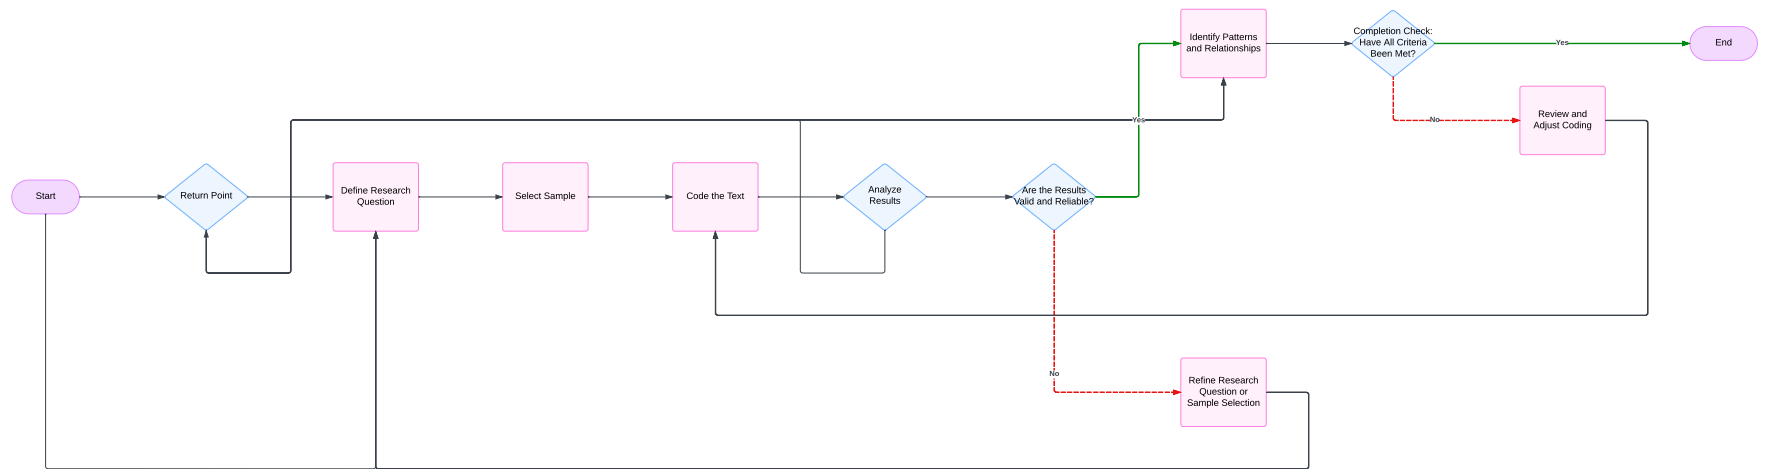 Start
Return Point
Define Research
Question
Select Sample
Code the Text
Analyze
Results
Are the Results
Valid and Reliable?
Yes
No
Identify Patterns
and Relationships
Completion Check:
Have All Criteria
Been Met?
Yes
End
No
Review and
Adjust Coding
Refine Research
Question or
Sample Selection